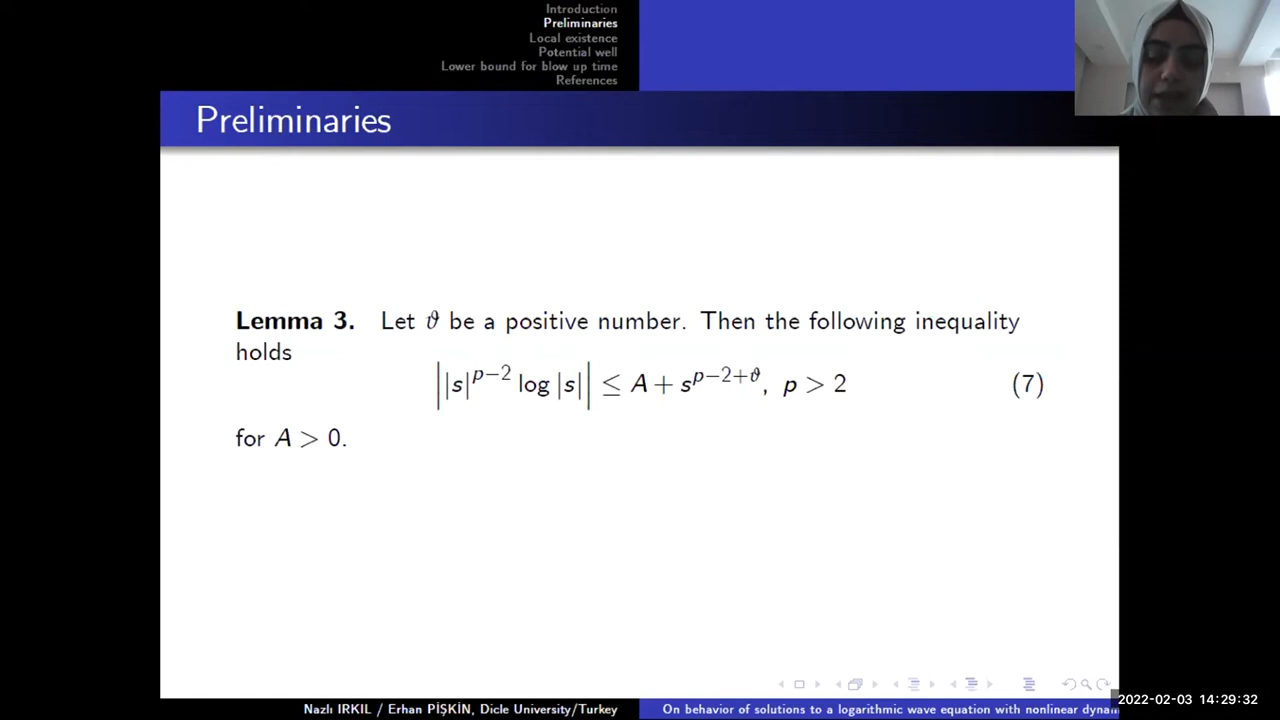 Introduction
Preliminaries
Local existence
Potential well
Lower bound for blow up time
References
Preliminaries
Lemma 3. Let ϑ be a positive number. Then the following inequality
holds
||s|^{p−2} log |s|| ≤ A + s^{p−2+ϑ}, p > 2 (7)
for A > 0.
Nazlı IRKIL / Erhan PİŞKİN, Dicle University/Turkey
On behavior of solutions to a logarithmic wave equation with nonlinear dynam
2022-02-03 14:29:32